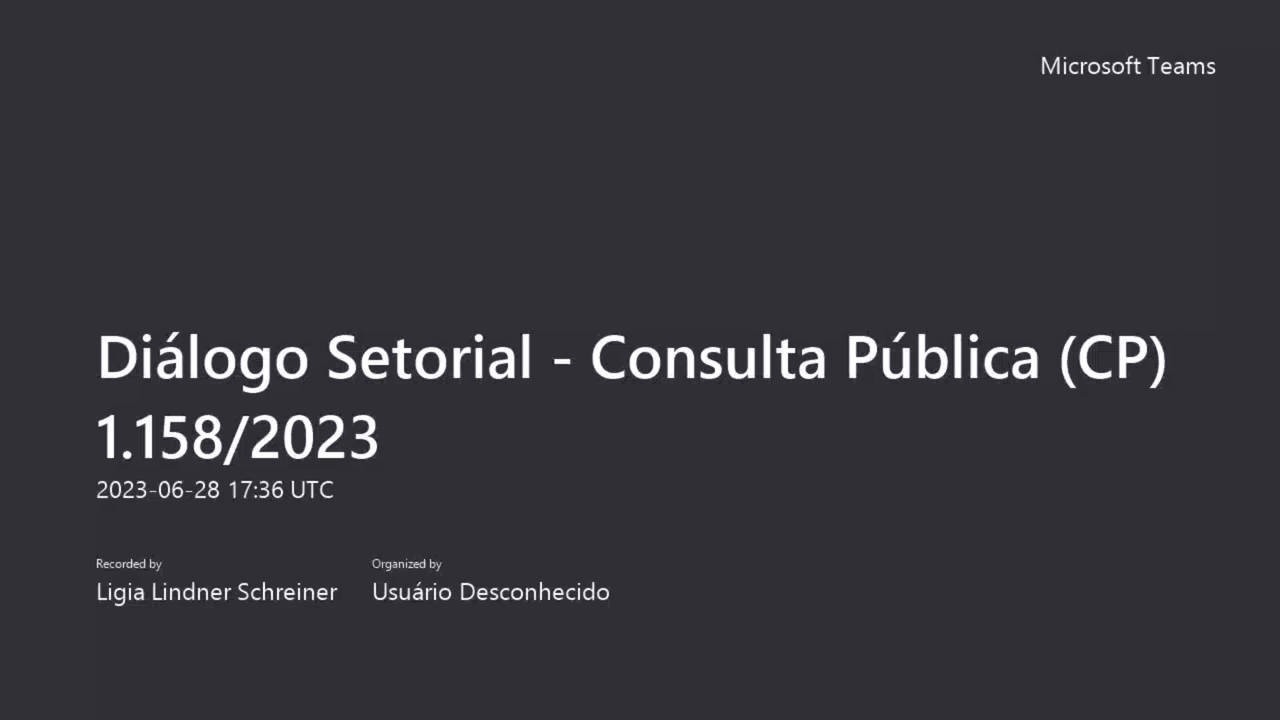 Microsoft Teams
Diálogo Setorial - Consulta Pública (CP)
1.158/2023
2023-06-28 17:36 UTC
Recorded by
Ligia Lindner Schreiner
Organized by
Usuário Desconhecido